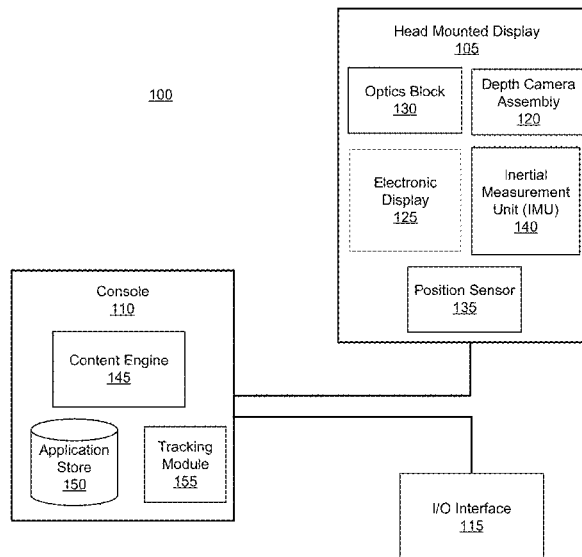 100
Head Mounted Display
105
Optics Block
130
Depth Camera
Assembly
120
Electronic
Display
125
Inertial
Measurement
Unit (IMU)
140
Position Sensor
135
Console
110
Content Engine
145
Application
Store
150
Tracking
Module
155
I/O Interface
115